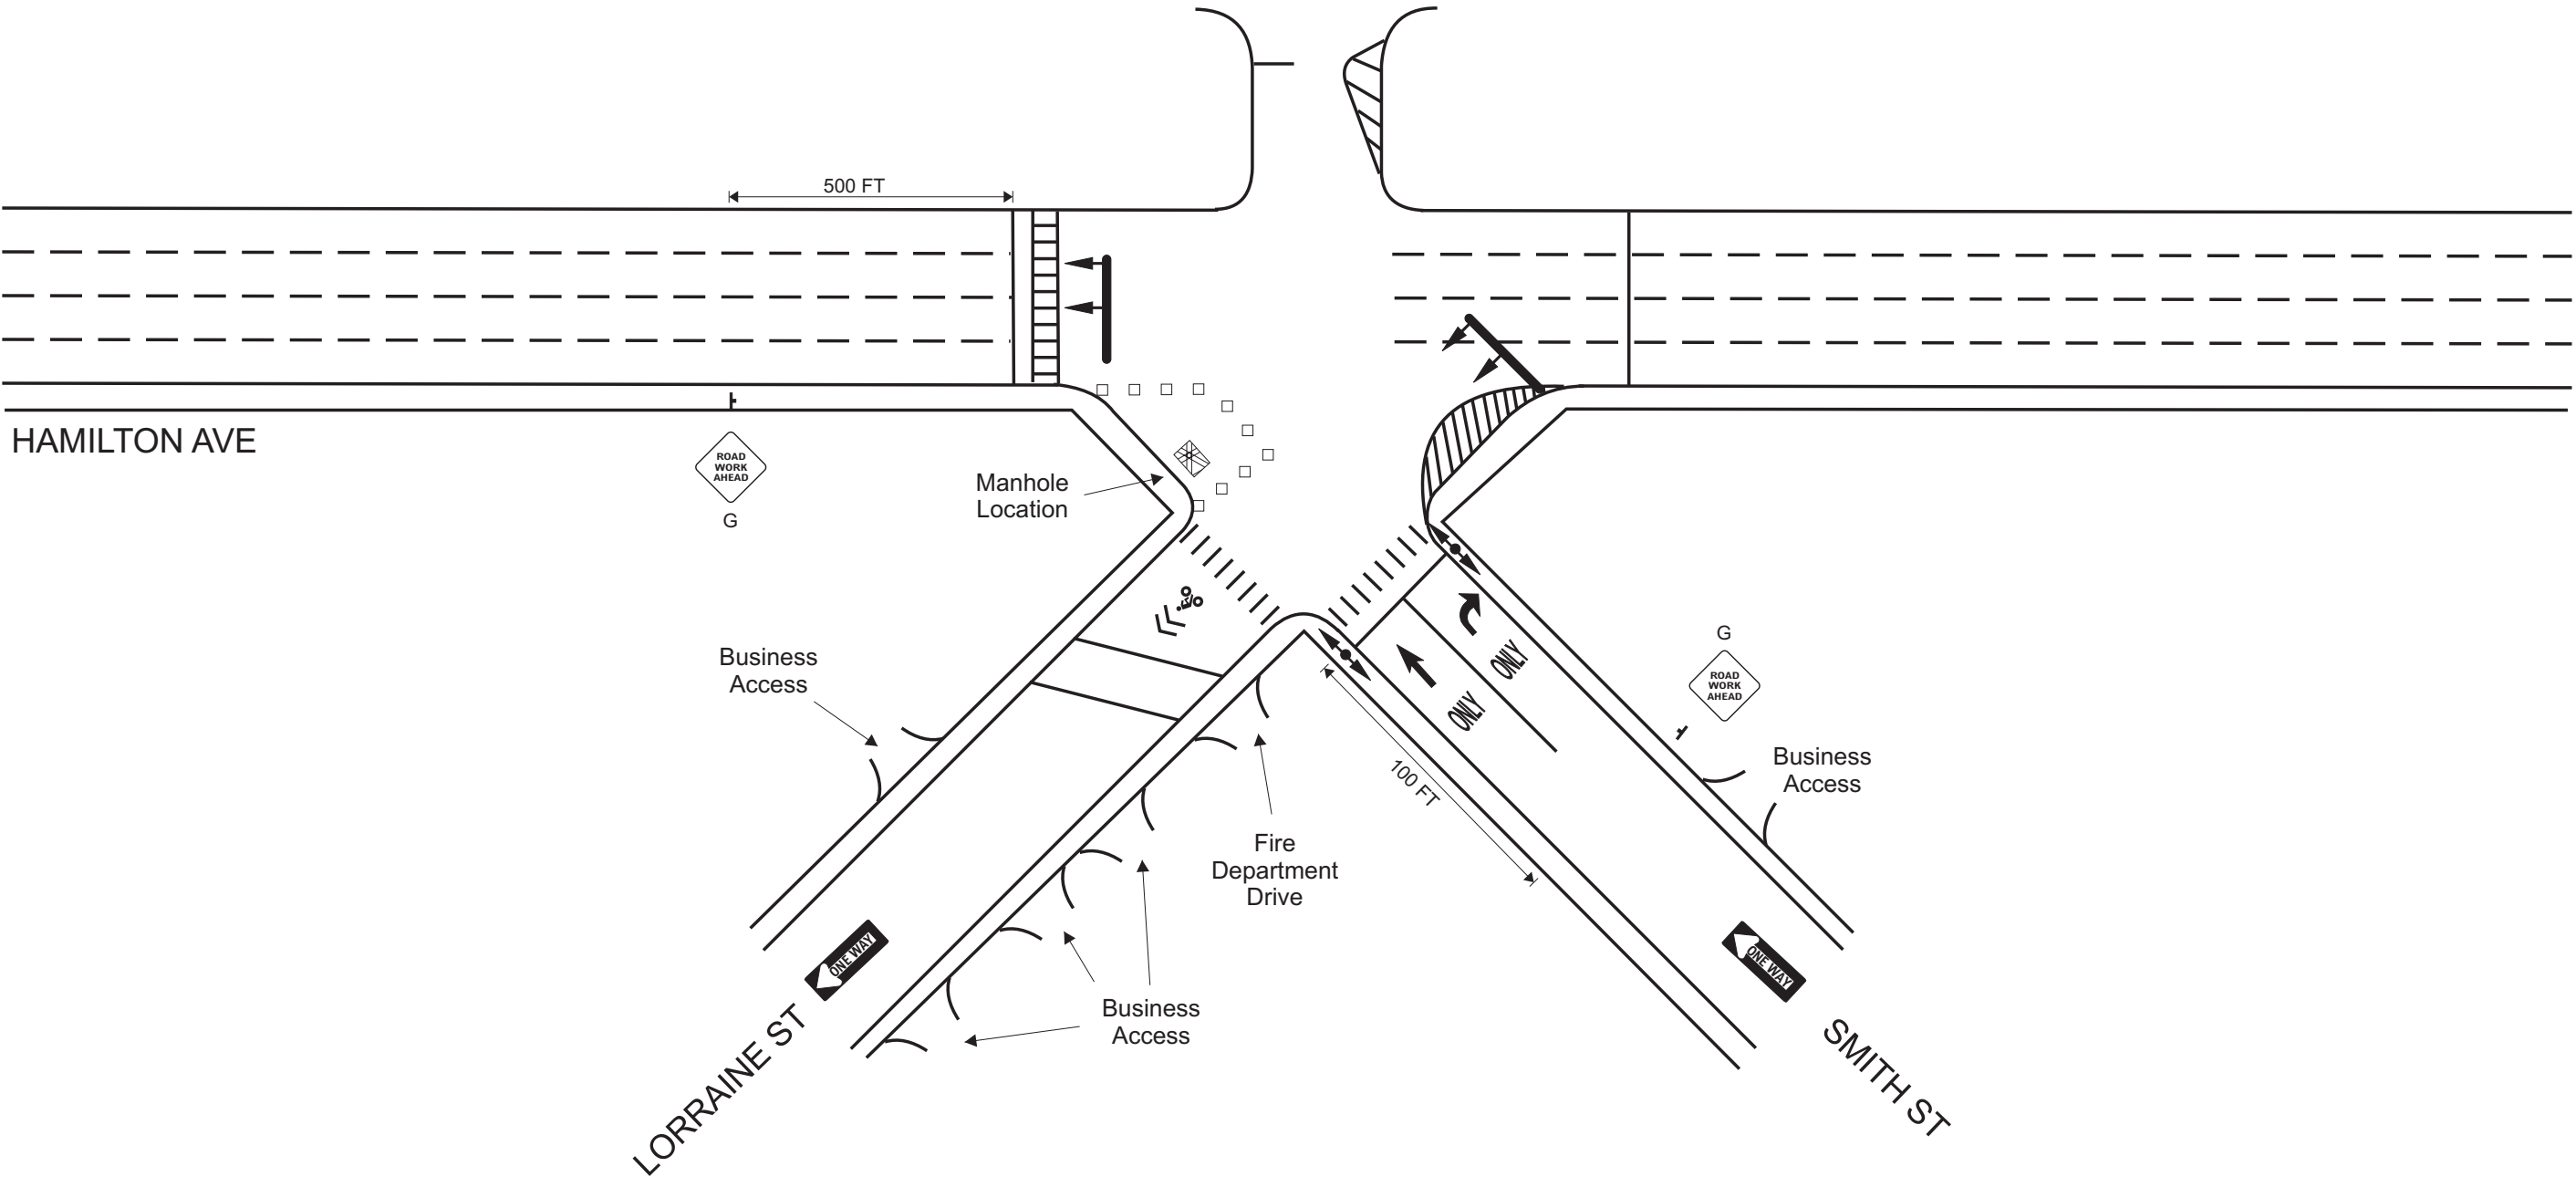 500 FT
HAMILTON AVE
ROAD
WORK
AHEAD
G
Manhole
Location
Business
Access
ONLY
ONLY
G
ROAD
WORK
AHEAD
Business
Access
100 FT
Fire
Department
Drive
Business
Access
ONE WAY
ONE WAY
LORRAINE ST
SMITH ST